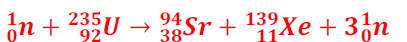 ¹₀n + ²³⁵₉₂U → ⁹⁴₃₈Sr + ¹³⁹₁₁Xe + 3¹₀n